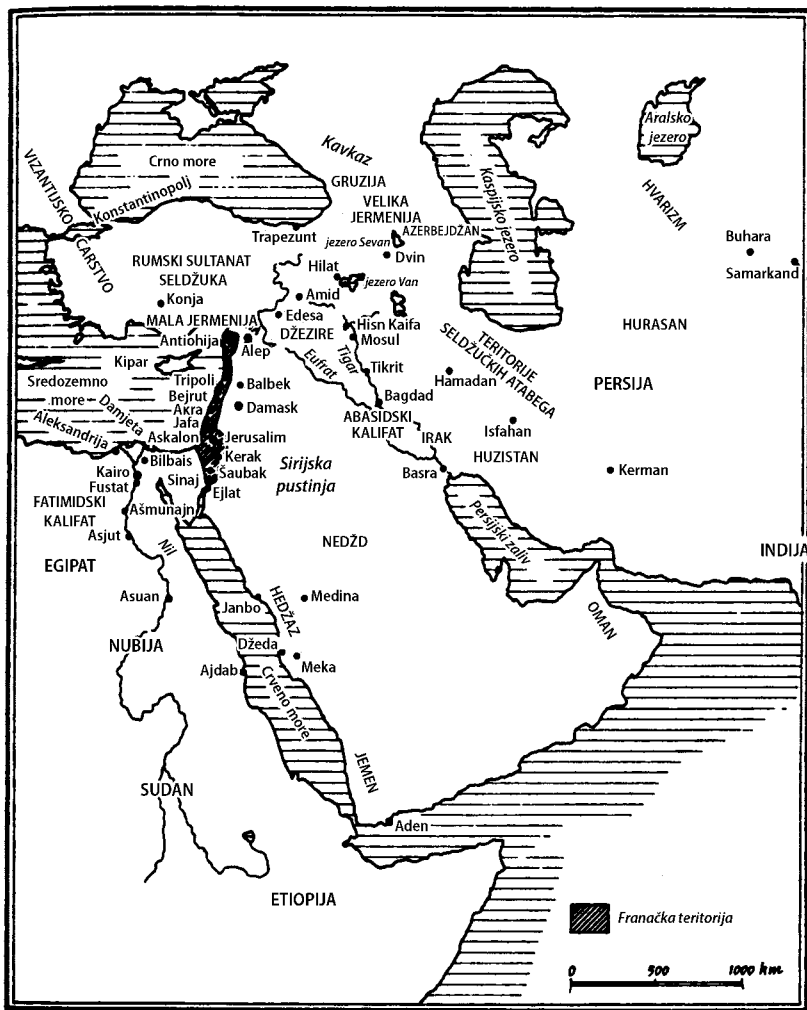 Kavkaz
Aralsko
jezero
Crno more
GRUZIJA
Kaspijsko jezero
VIZANTIJSKO
CARSTVO
Konstantinopolj
VELIKA
JERMENIJA
HVARIZM
Trapezunt
jezero Sevan
AZERBEJDŽAN
Buhara
Dvin
Samarkand
RUMSKI SULTANAT
SELDŽUKA
Hilat
jezero Van
Konja
Amid
MALA JERMENIJA
Edesa
Hisn Kaifa
HURASAN
Antiohija
DŽEZIRE
Mosul
TERITORIJE
SELDŽUČKIH ATABEGA
Alep
Kipar
Eufrat
Tigar
Tikrit
Hamadan
PERSIJA
Sredozemno
more
Tripoli
Balbek
Bejrut
Bagdad
Akra
Damask
Damjeta
Jafa
ABASIDSKI
KALIFAT
Isfahan
Aleksandrija
Askalon
Jerusalim
IRAK
HUZISTAN
Bilbais
Kerak
Kairo
Sinaj
Šaubak
Sirijska
pustinja
Basra
Kerman
Fustat
Ejlat
FATIMIDSKI
KALIFAT
Ašmunajn
Persijski zaliv
Asjut
Nil
NEDŽD
INDIJA
EGIPAT
Asuan
Janbo
HEDŽAZ
Medina
OMAN
NUBIJA
Džeda
Meka
Ajdab
Crveno more
JEMEN
SUDAN
Aden
ETIOPIJA
Franačka teritorija
0 500 1000 km